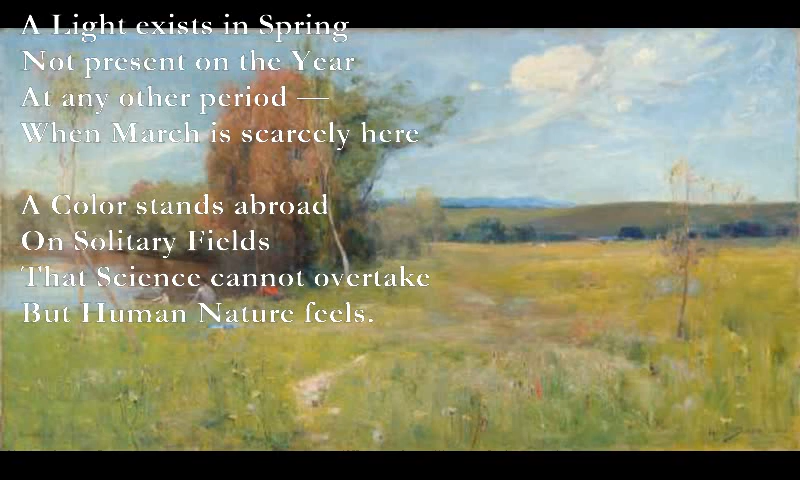 A Light exists in Spring
Not present on the Year
At any other period —
When March is scarcely here
A Color stands abroad
On Solitary Fields
That Science cannot overtake
But Human Nature feels.